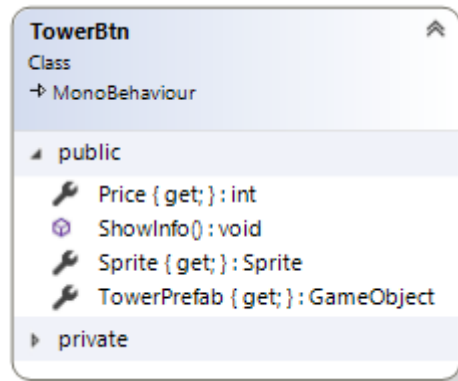 TowerBtn
Class
MonoBehaviour
public
Price { get; } : int
ShowInfo() : void
Sprite { get; } : Sprite
TowerPrefab { get; } : GameObject
private